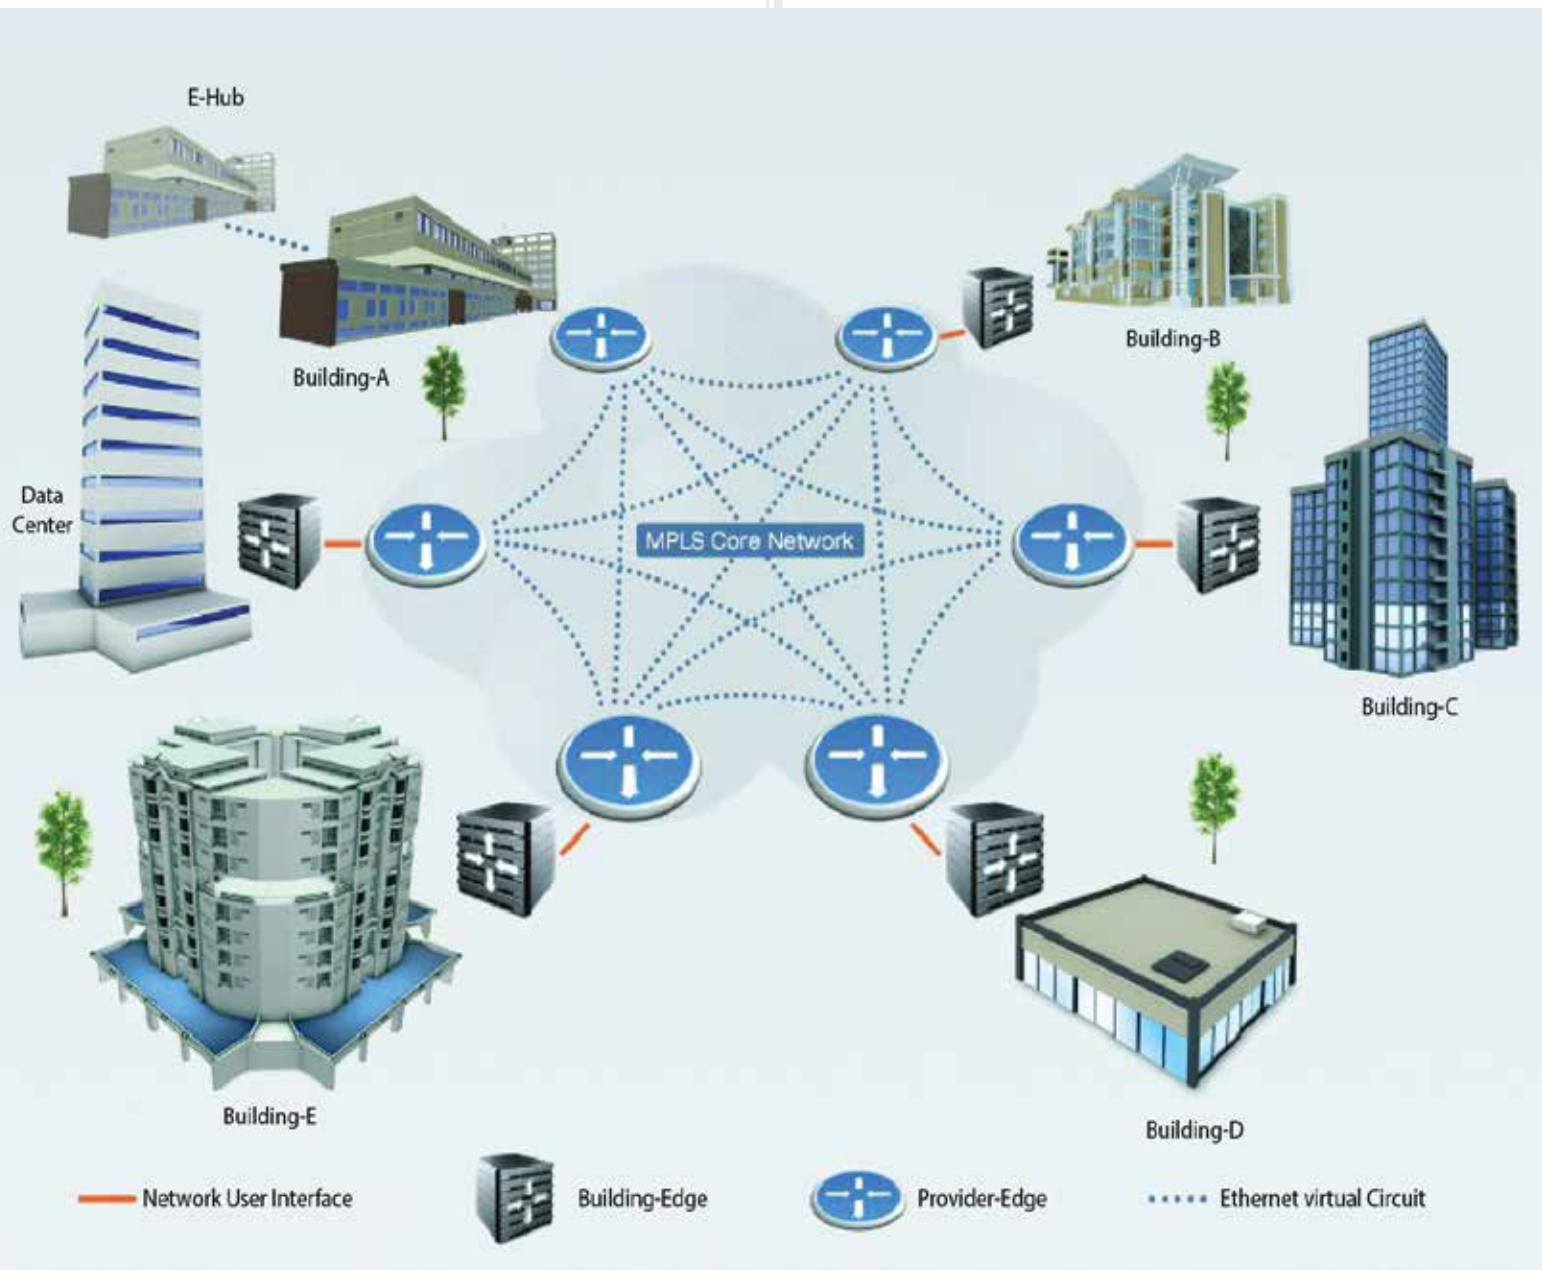 E-Hub
Building-A
Building-B
Data
Center
MPLS Core Network
Building-C
Building-E
Building-D
Network User Interface
Building-Edge
Provider-Edge
Ethernet virtual Circuit